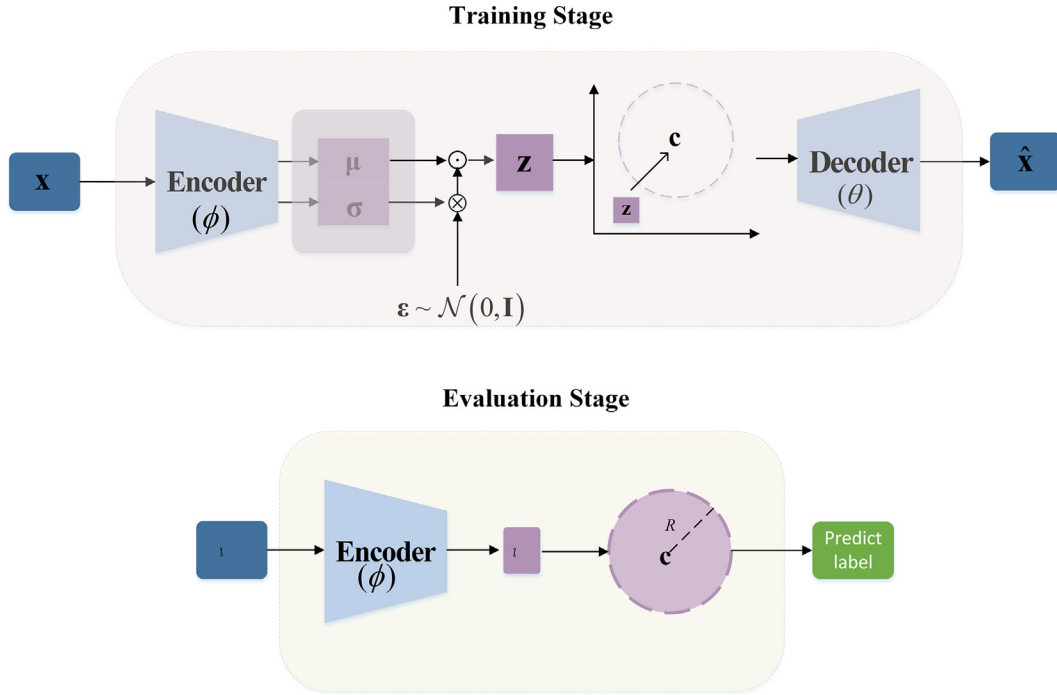 Training Stage
x
Encoder
(ϕ)
μ
σ
ε ~ 𝒩(0,I)
z
c
z
Decoder
(θ)
x̂
Evaluation Stage
Encoder
(ϕ)
R
c
Predict
label